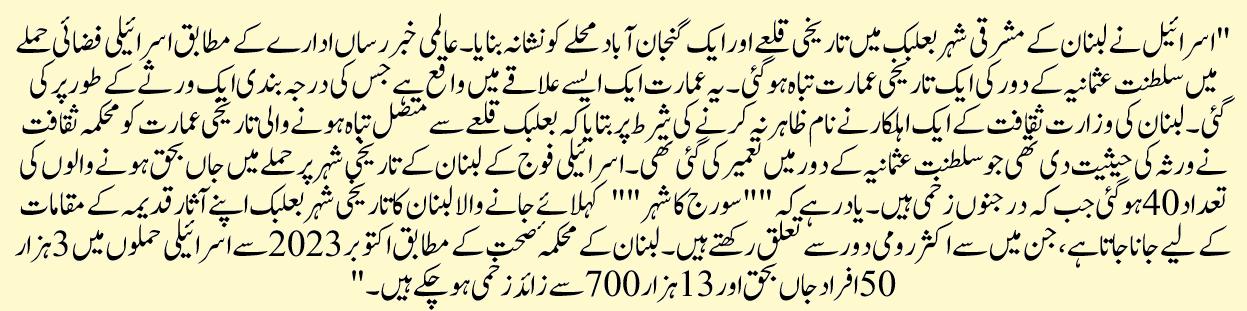 "اسرائیل نے لبنان کے مشرقی شہر بعلبک میں تاریخی قلعے اور ایک گنجان آباد محلے کو نشانہ بنایا۔ عالمی خبر رساں ادارے کے مطابق اسرائیلی فضائی حملے
میں سلطنت عثمانیہ کے دور کی ایک تاریخی عمارت تباہ ہوگئی۔ یہ عمارت ایک ایسے علاقے میں واقع ہے جس کی درجہ بندی ایک ورثے کے طور پر کی
گئی۔ لبنان کی وزارت ثقافت کے ایک اہلکار نے نام ظاہر نہ کرنے کی شرط پر بتایا کہ بعلبک قلعے سے متصل تباہ ہونے والی تاریخی عمارت کو محکمہ ثقافت
نے ورثہ کی حیثیت دی تھی جو سلطنت عثمانیہ کے دور میں تعمیر کی گئی تھی۔ اسرائیلی فوج کے لبنان کے تاریخی شہر پر حملے میں جاں بحق ہونے والوں کی
تعداد 40 ہوگئی جب کہ درجنوں زخمی ہیں۔ یاد رہے کہ ""سورج کا شہر"" کہلائے جانے والا لبنان کا تاریخی شہر بعلبک اپنے آثار قدیمہ کے مقامات
کے لیے جانا جاتا ہے، جن میں سے اکثر رومی دور سے تعلق رکھتے ہیں۔ لبنان کے محکمۂ صحت کے مطابق اکتوبر 2023 سے اسرائیلی حملوں میں 3 ہزار
50 افراد جاں بحق اور 13 ہزار 700 سے زائد زخمی ہوچکے ہیں۔"